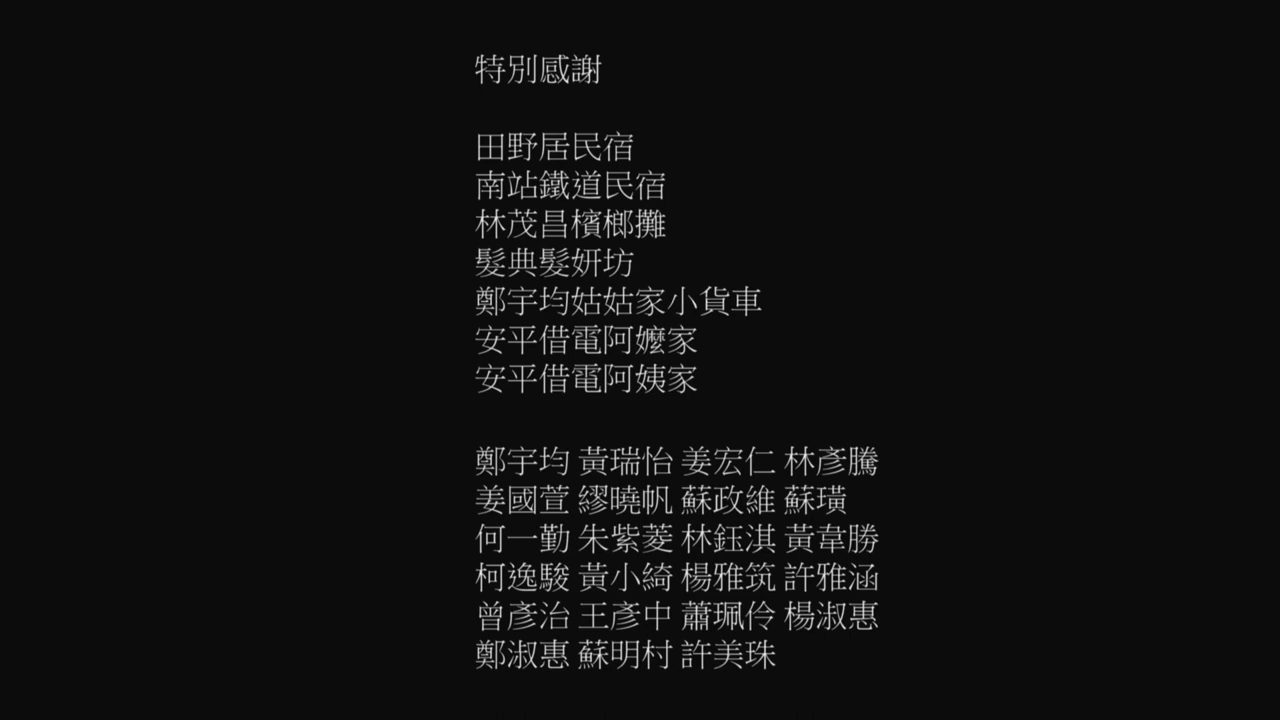 特別感謝
田野居民宿
南站鐵道民宿
林茂昌檳榔攤
髮典髮妍坊
鄭宇均姑姑家小貨車
安平借電阿嬤家
安平借電阿姨家
鄭宇均 黃瑞怡 姜宏仁 林彥騰
姜國萱 繆曉帆 蘇政維 蘇璜
何一勤 朱紫菱 林鈺淇 黃韋勝
柯逸駿 黃小綺 楊雅筑 許雅涵
曾彥治 王彥中 蕭珮伶 楊淑惠
鄭淑惠 蘇明村 許美珠